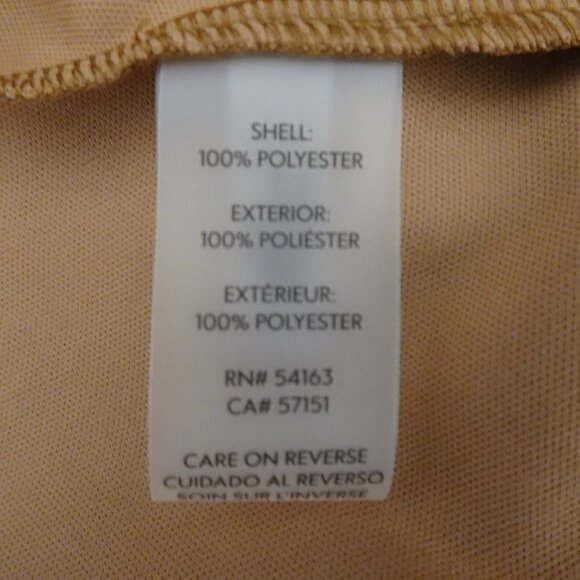 SHELL:
100% POLYESTER
EXTERIOR:
100% POLIÉSTER
EXTÉRIEUR:
100% POLYESTER
RN# 54163
CA# 57151
CARE ON REVERSE
CUIDADO AL REVERSO
SOIN SUR L'INVERSE